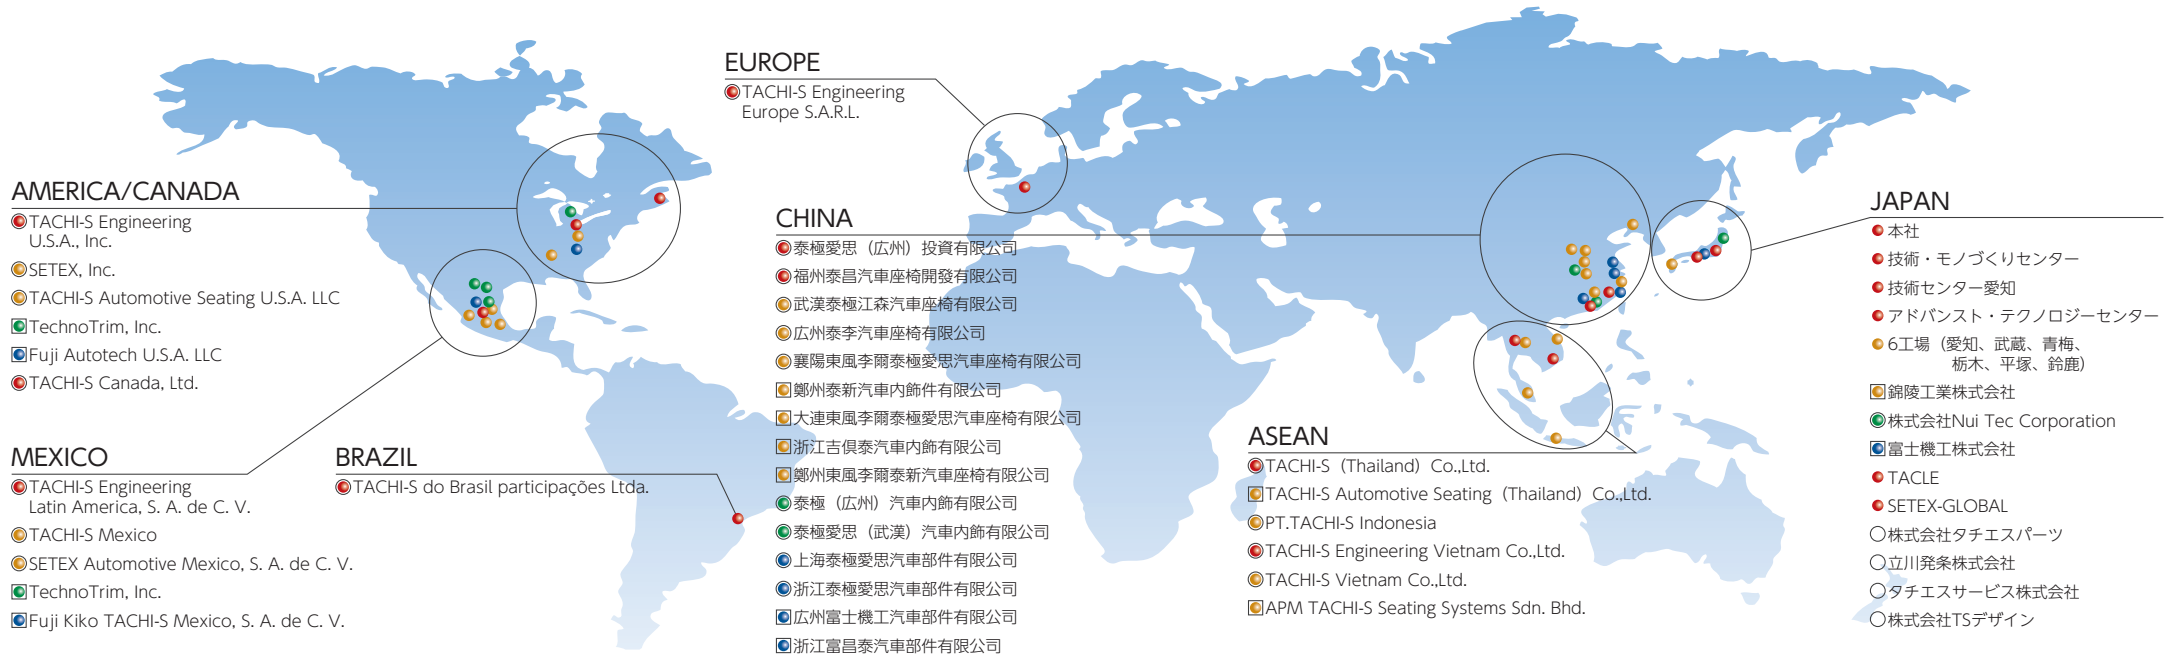 AMERICA/CANADA
TACHI-S Engineering
U.S.A., Inc.
SETEX, Inc.
TACHI-S Automotive Seating U.S.A. LLC
TechnoTrim, Inc.
Fuji Autotech U.S.A. LLC
TACHI-S Canada, Ltd.
MEXICO
TACHI-S Engineering
Latin America, S. A. de C. V.
TACHI-S Mexico
SETEX Automotive Mexico, S. A. de C. V.
TechnoTrim, Inc.
Fuji Kiko TACHI-S Mexico, S. A. de C. V.
BRAZIL
TACHI-S do Brasil participações Ltda.
EUROPE
TACHI-S Engineering
Europe S.A.R.L.
CHINA
泰極愛思（広州）投資有限公司
福州泰昌汽車座椅開發有限公司
武漢泰極江森汽車座椅有限公司
広州泰李汽車座椅有限公司
襄陽東風李爾泰極愛思汽車座椅有限公司
鄭州泰新汽車内飾件有限公司
大連東風李爾泰極愛思汽車座椅有限公司
浙江吉倶泰汽車内飾有限公司
鄭州東風李爾泰新汽車座椅有限公司
泰極（広州）汽車内飾有限公司
泰極愛思（武漢）汽車内飾有限公司
上海泰極愛思汽車部件有限公司
浙江泰極愛思汽車部件有限公司
広州富士機工汽車部件有限公司
浙江富昌泰汽車部件有限公司
ASEAN
TACHI-S（Thailand）Co.,Ltd.
TACHI-S Automotive Seating（Thailand）Co.,Ltd.
PT.TACHI-S Indonesia
TACHI-S Engineering Vietnam Co.,Ltd.
TACHI-S Vietnam Co.,Ltd.
APM TACHI-S Seating Systems Sdn. Bhd.
JAPAN
本社
技術・モノづくりセンター
技術センター愛知
アドバンスト・テクノロジーセンター
6工場（愛知、武蔵、青梅、
栃木、平塚、鈴鹿）
錦陵工業株式会社
株式会社Nui Tec Corporation
富士機工株式会社
TACLE
SETEX-GLOBAL
株式会社タチエスパーツ
立川発条株式会社
タチエスサービス株式会社
株式会社TSデザイン